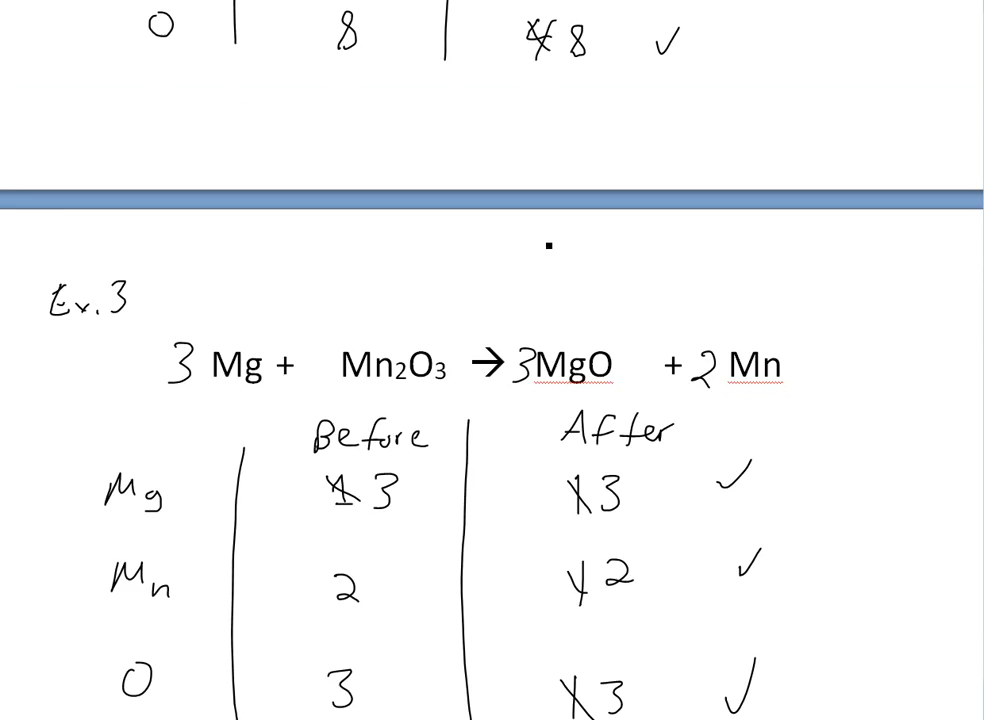 O | 8 | 4 8 ✓
Ex. 3
3 Mg + Mn₂O₃ → 3MgO + 2 Mn
Before After
Mg 1 3 1 3 ✓
Mn 2 1 2 ✓
O 3 1 3 ✓